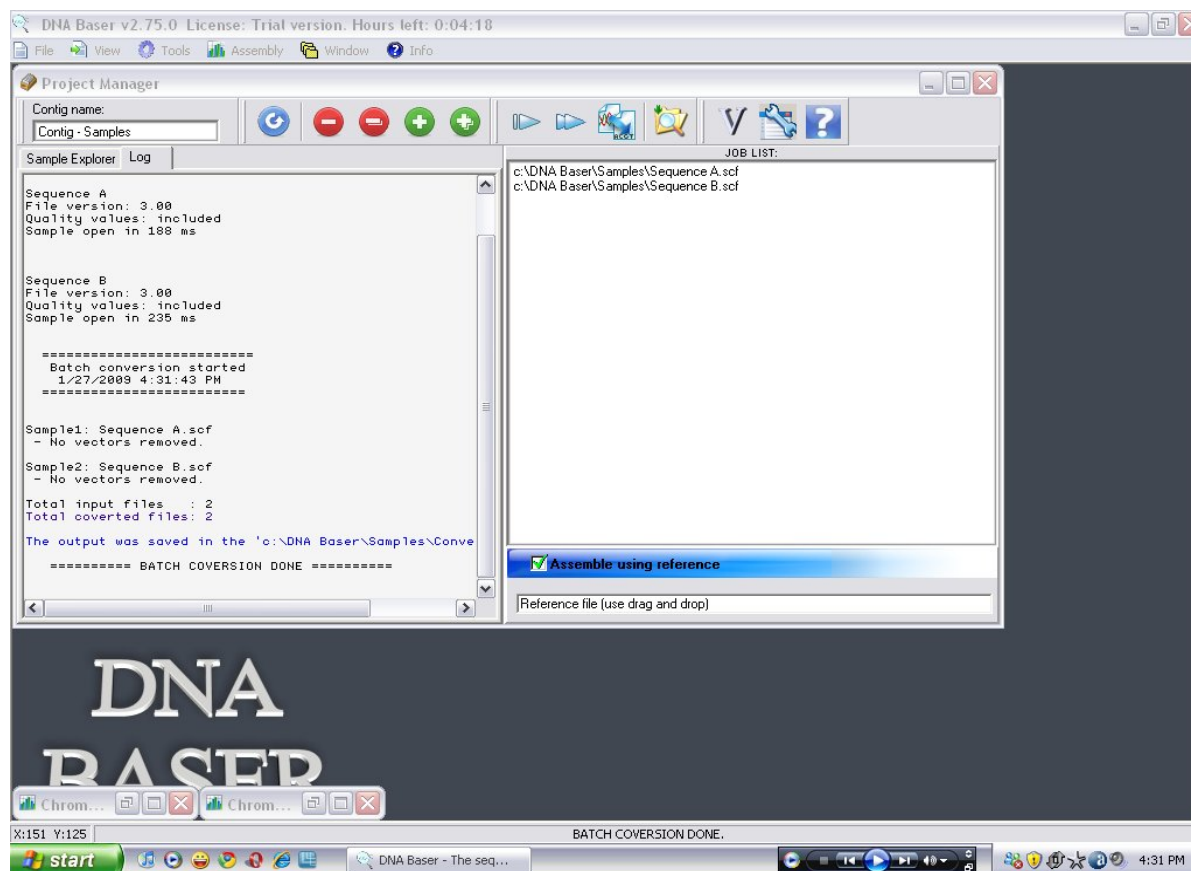 DNA Baser v2.75.0 License: Trial version. Hours left: 0:04:18
File View Tools Assembly Window Info
Project Manager
Contig name:
Contig - Samples
Sample Explorer Log
Sequence A
File version: 3.00
Quality values: included
Sample open in 188 ms
Sequence B
File version: 3.00
Quality values: included
Sample open in 235 ms
==========================
Batch conversion started
1/27/2009 4:31:43 PM
=========================
Sample1: Sequence A.scf
- No vectors removed.
Sample2: Sequence B.scf
- No vectors removed.
Total input files : 2
Total coverted files: 2
The output was saved in the 'c:\DNA Baser\Samples\Conve
========== BATCH COVERSION DONE ==========
JOB LIST:
c:\DNA Baser\Samples\Sequence A.scf
c:\DNA Baser\Samples\Sequence B.scf
Assemble using reference
Reference file (use drag and drop)
DNA
BASER
Chrom... Chrom...
X:151 Y:125 BATCH COVERSION DONE.
start DNA Baser - The seq... 4:31 PM